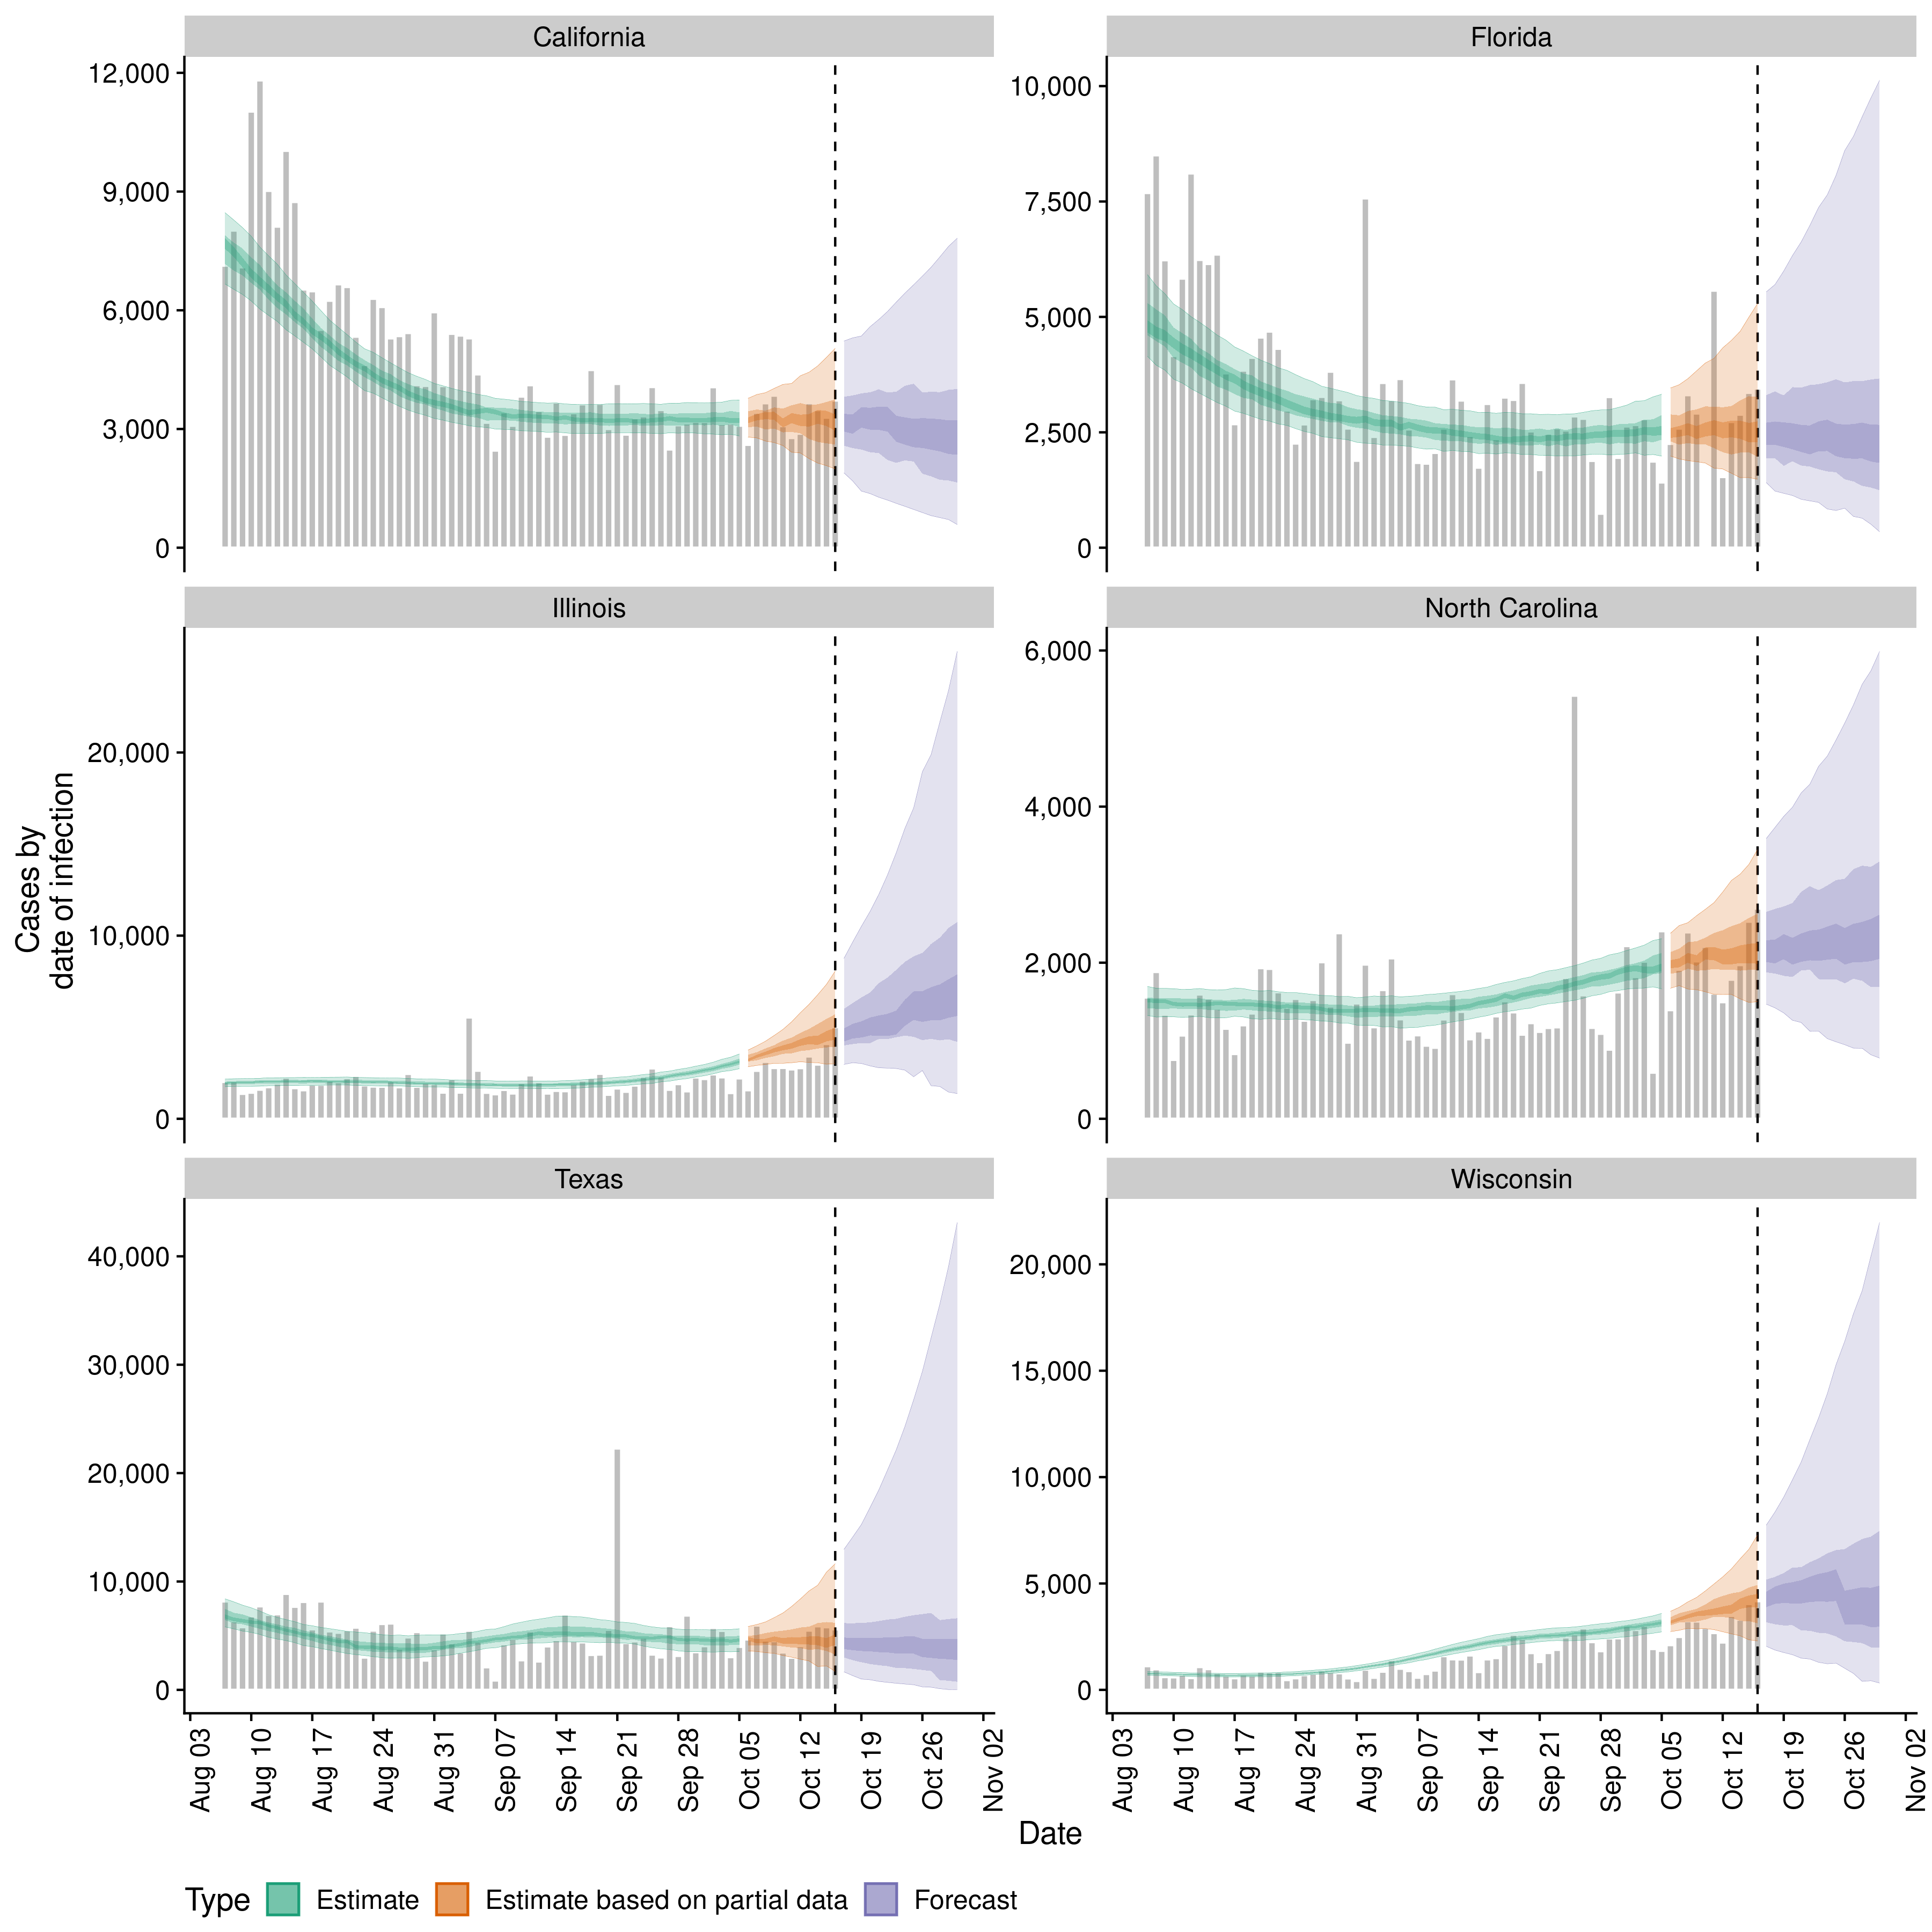 California
Florida
12,000
9,000
6,000
3,000
0
10,000
7,500
5,000
2,500
0
Illinois
North Carolina
20,000
10,000
0
6,000
4,000
2,000
0
Cases by
date of infection
Texas
Wisconsin
40,000
30,000
20,000
10,000
0
20,000
15,000
10,000
5,000
0
Aug 03
Aug 10
Aug 17
Aug 24
Aug 31
Sep 07
Sep 14
Sep 21
Sep 28
Oct 05
Oct 12
Oct 19
Oct 26
Nov 02
Aug 03
Aug 10
Aug 17
Aug 24
Aug 31
Sep 07
Sep 14
Sep 21
Sep 28
Oct 05
Oct 12
Oct 19
Oct 26
Nov 02
Date
Type Estimate Estimate based on partial data Forecast